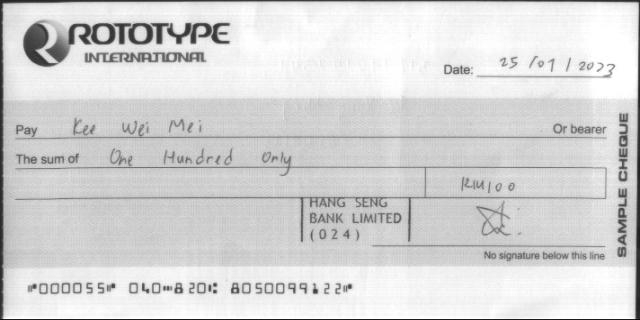 ROTOTYPE
INTERNATIONAL
Date: 25/01/2023
Pay Kee Wei Mei Or bearer
The sum of One Hundred Only
RM100
HANG SENG
BANK LIMITED
(024)
No signature below this line
SAMPLE CHEQUE
⑈000055⑈ 040⑉820⑆ 8050099122⑈